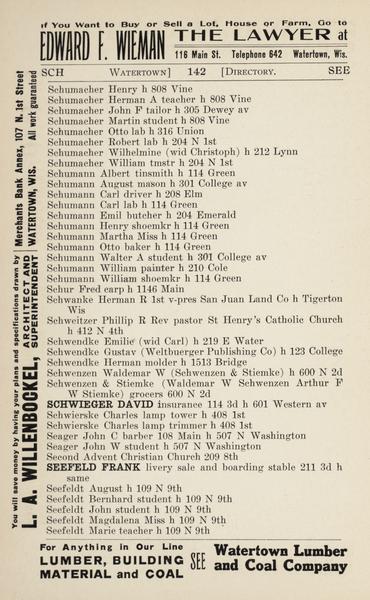 If You Want to Buy or Sell a Lot, House or Farm, Go to
EDWARD F. WIEMAN THE LAWYER at
116 Main St. Telephone 642 Watertown, Wis.
SCH WATERTOWN] 142 [DIRECTORY. SEE
Schumacher Henry h 808 Vine
Schumacher Herman A teacher h 808 Vine
Schumacher John F tailor h 305 Dewey av
Schumacher Martin student h 808 Vine
Schumacher Otto lab h 316 Union
Schumacher Robert lab h 204 N 1st
Schumacher Wilhelmine (wid Christoph) h 212 Lynn
Schumacher William tmstr h 204 N 1st
Schumann Albert tinsmith h 114 Green
Schumann August mason h 301 College av
Schumann Carl driver h 208 Elm
Schumann Carl lab h 114 Green
Schumann Emil butcher h 204 Emerald
Schumann Henry shoemkr h 114 Green
Schumann Martha Miss h 114 Green
Schumann Otto baker h 114 Green
Schumann Walter A student h 301 College av
Schumann William painter h 210 Cole
Schumann William shoemkr h 114 Green
Schur Fred carp h 1146 Main
Schwanke Herman R 1st v-pres San Juan Land Co h Tigerton
Wis
Schweitzer Phillip R Rev pastor St Henry's Catholic Church
h 412 N 4th
Schwendke Emilie (wid Carl) h 219 E Water
Schwendke Gustav (Weltbuerger Publishing Co) h 123 College
Schwendke Herman molder h 1513 Bridge
Schwenzen Waldemar W (Schwenzen & Stiemke) h 600 N 2d
Schwenzen & Stiemke (Waldemar W Schwenzen Arthur F
W Stiemke) grocers 600 N 2d
SCHWIEGER DAVID insurance 114 3d h 601 Western av
Schwierske Charles lamp tower h 408 1st
Schwierske Charles lamp trimmer h 408 1st
Seager John C barber 108 Main h 507 N Washington
Seager John W student h 507 N Washington
Second Advent Christian Church 209 8th
SEEFELD FRANK livery sale and boarding stable 211 3d h
same
Seefeldt August h 109 N 9th
Seefeldt Bernhard student h 109 N 9th
Seefeldt John student h 109 N 9th
Seefeldt Magdalena Miss h 109 N 9th
Seefeldt Marie teacher h 109 N 9th
You will save money by having your plans and specifications drawn by Merchants Bank Annex, 107 N. 1st Street
L. A. WILLENBOCKEL, ARCHITECT AND SUPERINTENDENT WATERTOWN, WIS. All work guaranteed
For Anything in Our Line
LUMBER, BUILDING
MATERIAL and COAL
SEE
Watertown Lumber
and Coal Company